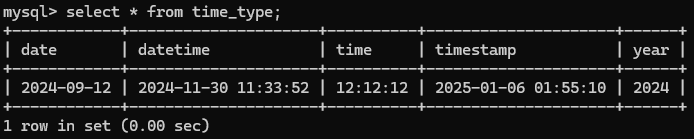 mysql> select * from time_type;
+------------+---------------------+----------+---------------------+------+
| date       | datetime            | time     | timestamp           | year |
+------------+---------------------+----------+---------------------+------+
| 2024-09-12 | 2024-11-30 11:33:52 | 12:12:12 | 2025-01-06 01:55:10 | 2024 |
+------------+---------------------+----------+---------------------+------+
1 row in set (0.00 sec)